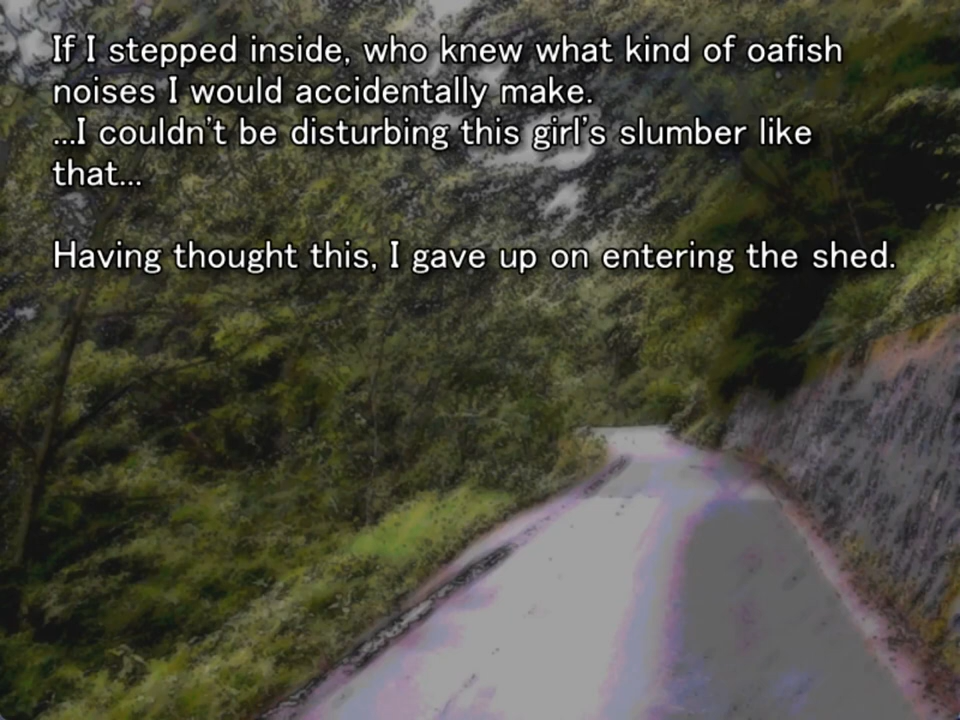 If I stepped inside, who knew what kind of oafish
noises I would accidentally make.
...I couldn't be disturbing this girl's slumber like
that...
Having thought this, I gave up on entering the shed.